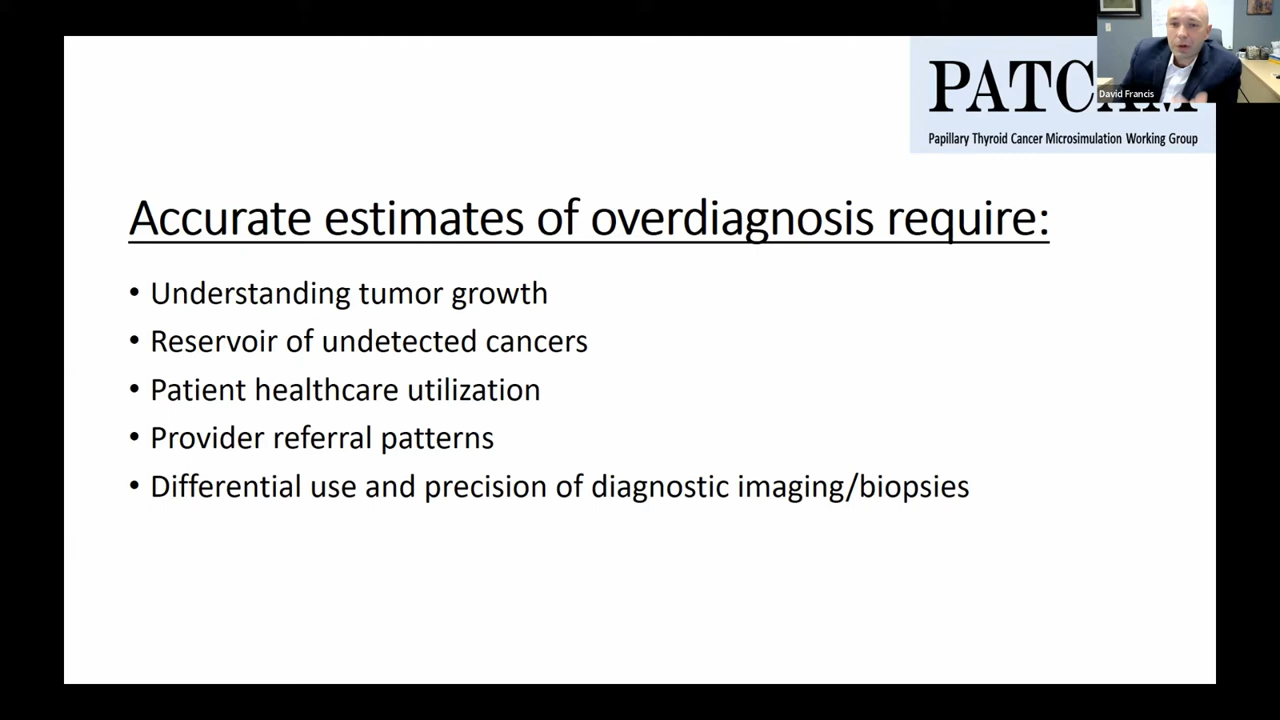 PATCAM
David Francis
Papillary Thyroid Cancer Microsimulation Working Group
Accurate estimates of overdiagnosis require:
• Understanding tumor growth
• Reservoir of undetected cancers
• Patient healthcare utilization
• Provider referral patterns
• Differential use and precision of diagnostic imaging/biopsies